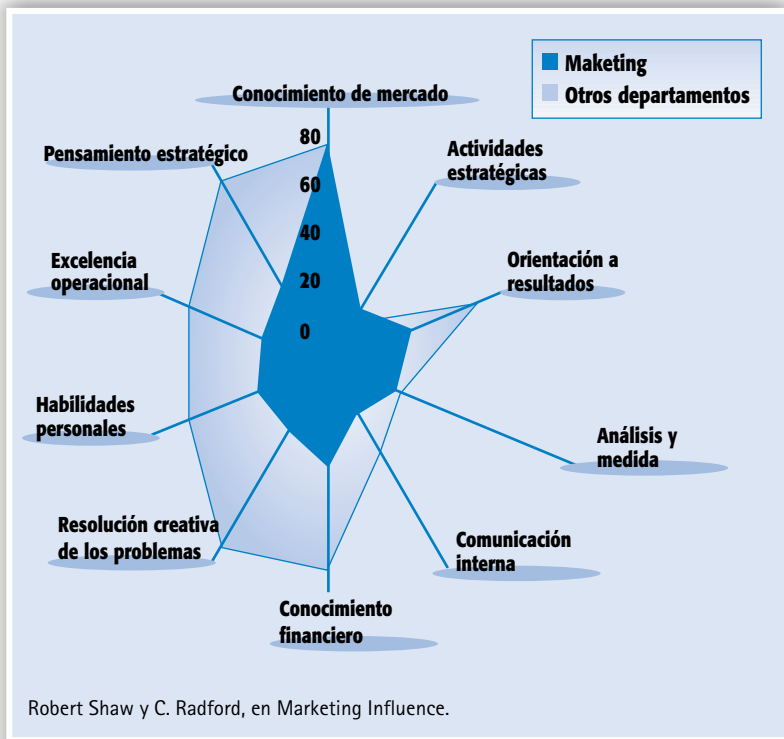 Maketing
Otros departamentos
Conocimiento de mercado
80
60
40
20
0
Actividades
estratégicas
Orientación a
resultados
Análisis y
medida
Comunicación
interna
Conocimiento
financiero
Resolución creativa
de los problemas
Habilidades
personales
Excelencia
operacional
Pensamiento estratégico
Robert Shaw y C. Radford, en Marketing Influence.